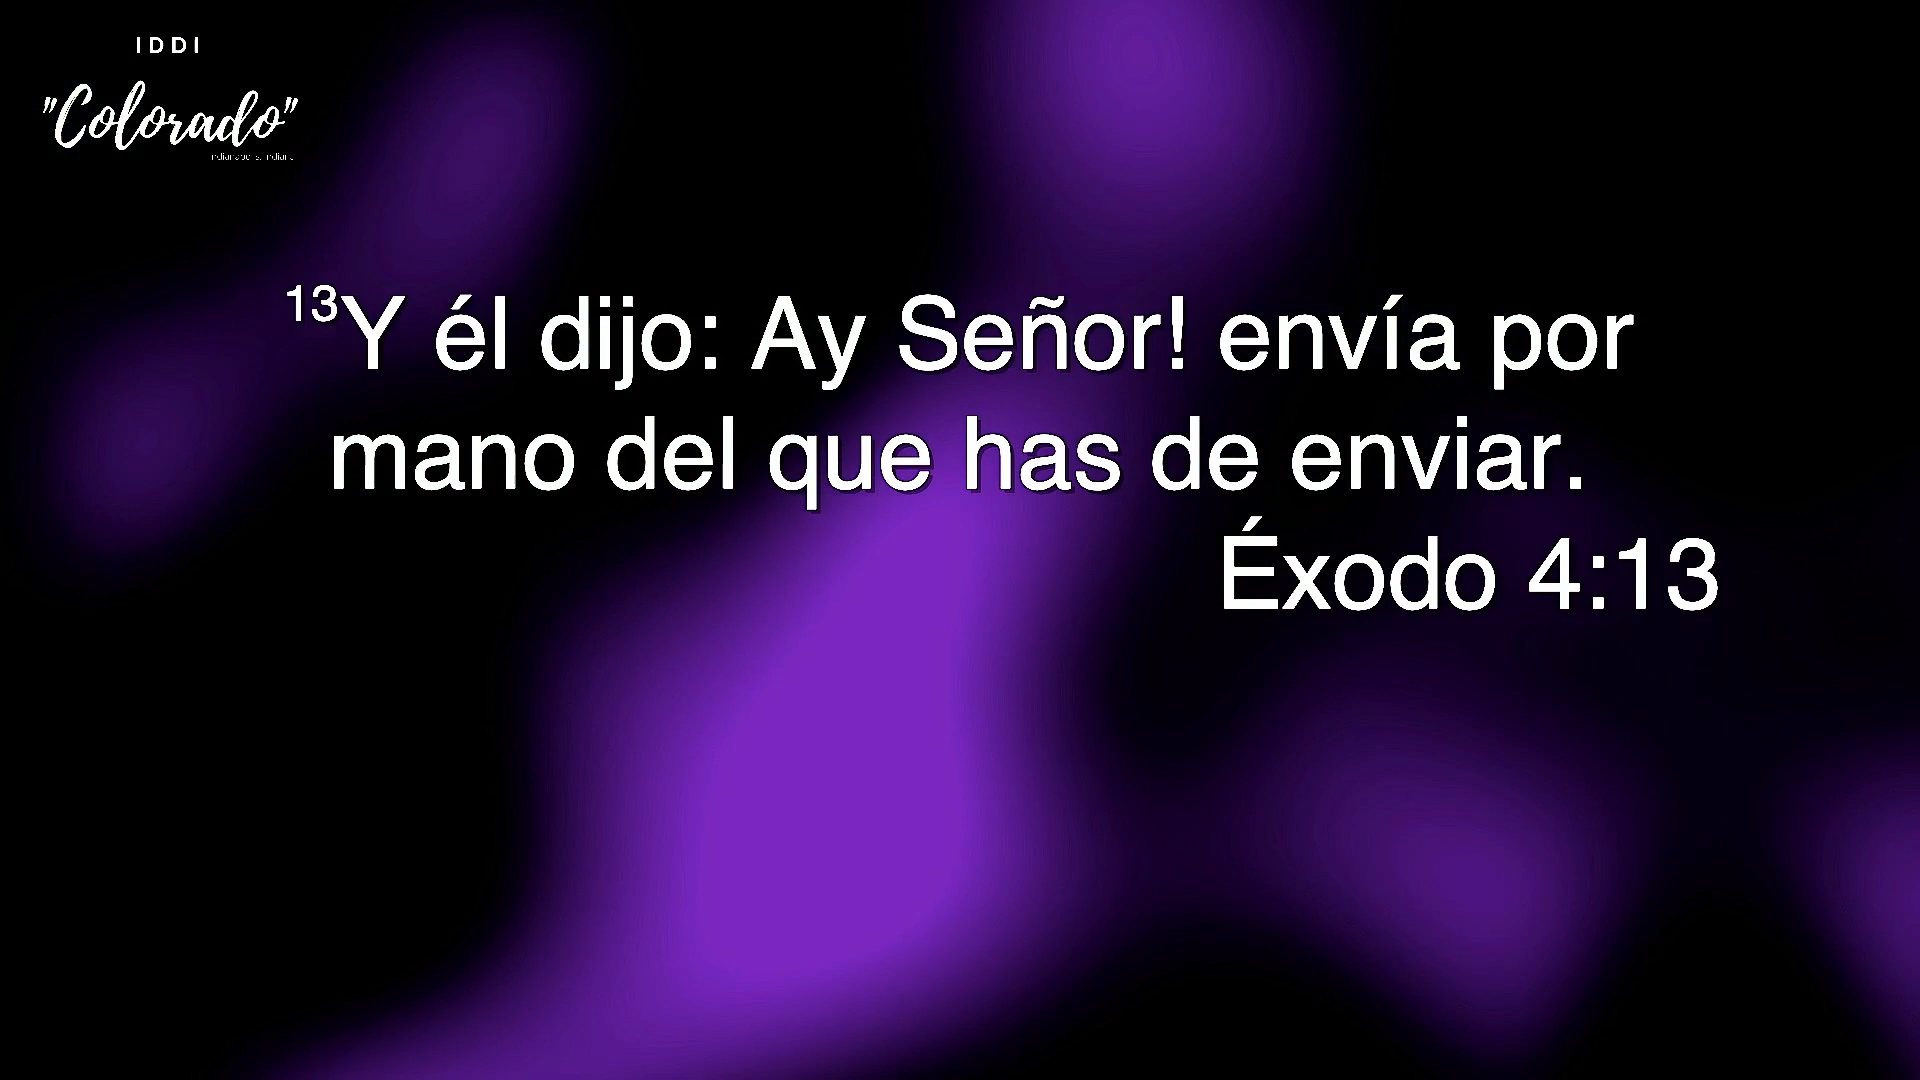 IDDI
"Colorado"
13Y él dijo: Ay Señor! envía por
mano del que has de enviar.
Éxodo 4:13